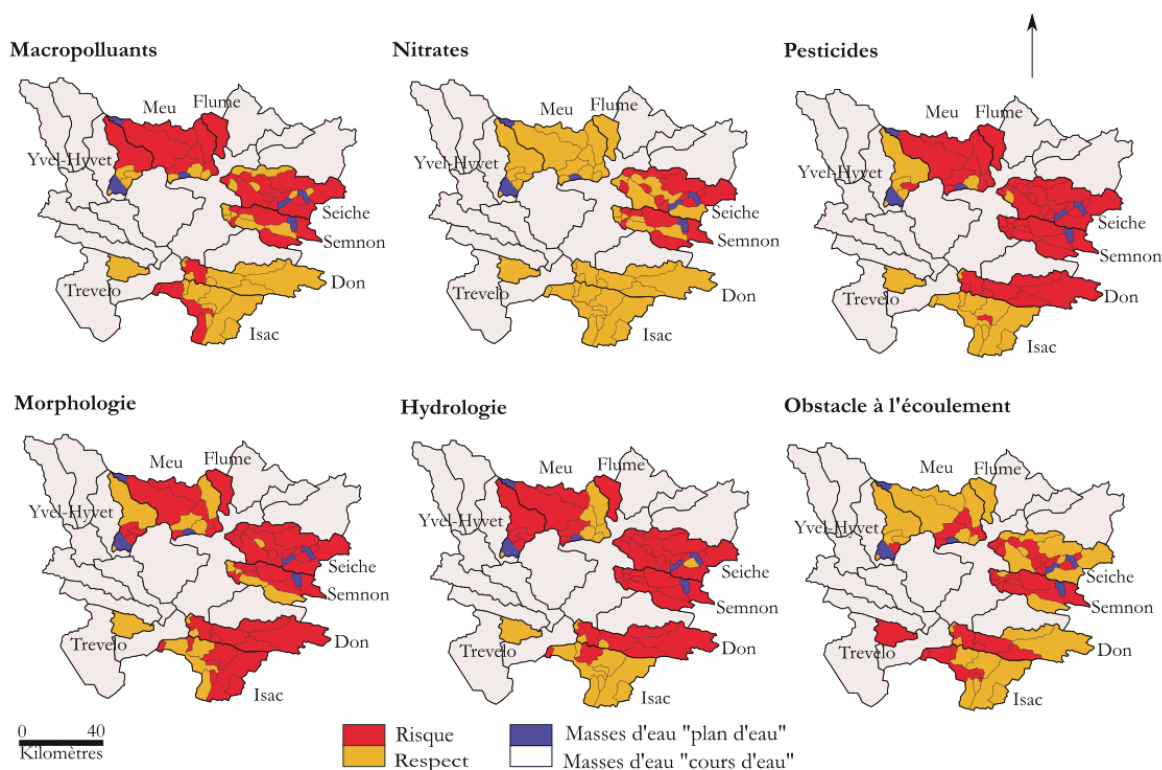 Macropolluants
Nitrates
Pesticides
Meu
Flume
Yvel-Hyvet
Seiche
Semnon
Don
Trevelo
Isac
Meu
Flume
Yvel-Hyvet
Seiche
Semnon
Don
Trevelo
Isac
Meu
Flume
Yvel-Hyvet
Seiche
Semnon
Don
Trevelo
Isac
Morphologie
Hydrologie
Obstacle à l'écoulement
Meu
Flume
Yvel-Hyvet
Seiche
Semnon
Don
Trevelo
Isac
Meu
Flume
Yvel-Hyvet
Seiche
Semnon
Don
Trevelo
Isac
Meu
Flume
Yvel-Hyvet
Seiche
Semnon
Don
Trevelo
Isac
0 40
Kilomètres
Risque
Respect
Masses d'eau "plan d'eau"
Masses d'eau "cours d'eau"